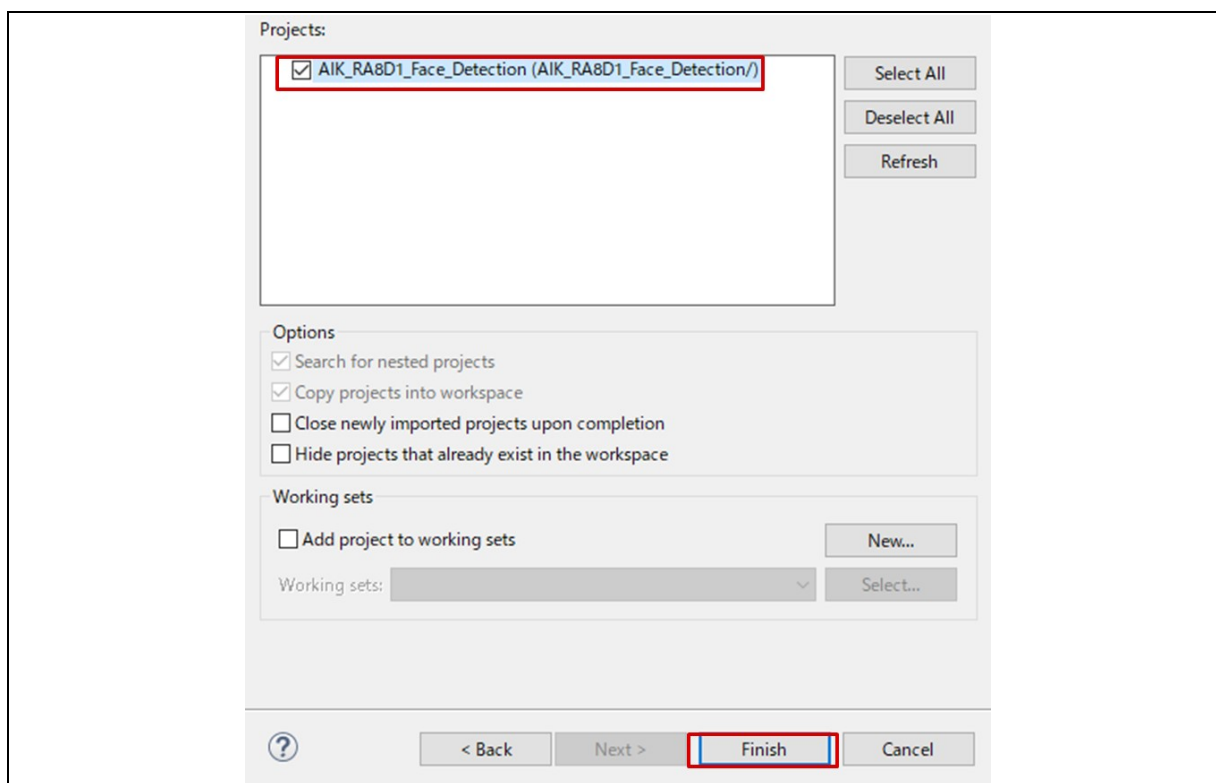 Projects:
AIK_RA8D1_Face_Detection (AIK_RA8D1_Face_Detection/)
Select All
Deselect All
Refresh
Options
Search for nested projects
Copy projects into workspace
Close newly imported projects upon completion
Hide projects that already exist in the workspace
Working sets
Add project to working sets
New...
Working sets:
Select...
?
< Back
Next >
Finish
Cancel